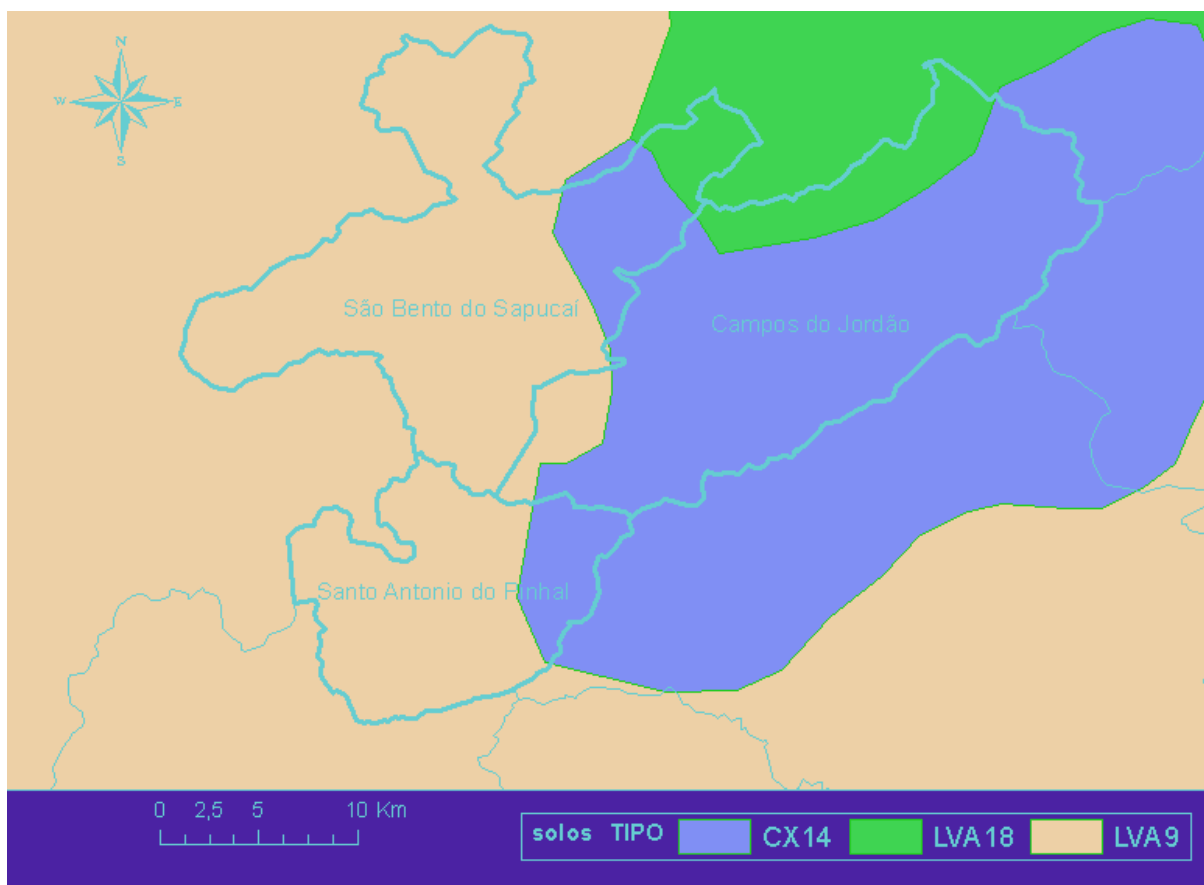 N
W E
S
São Bento do Sapucaí
Campos do Jordão
Santo Antonio do Pinhal
0 2,5 5 10 Km
solos TIPO CX14 LVA18 LVA9